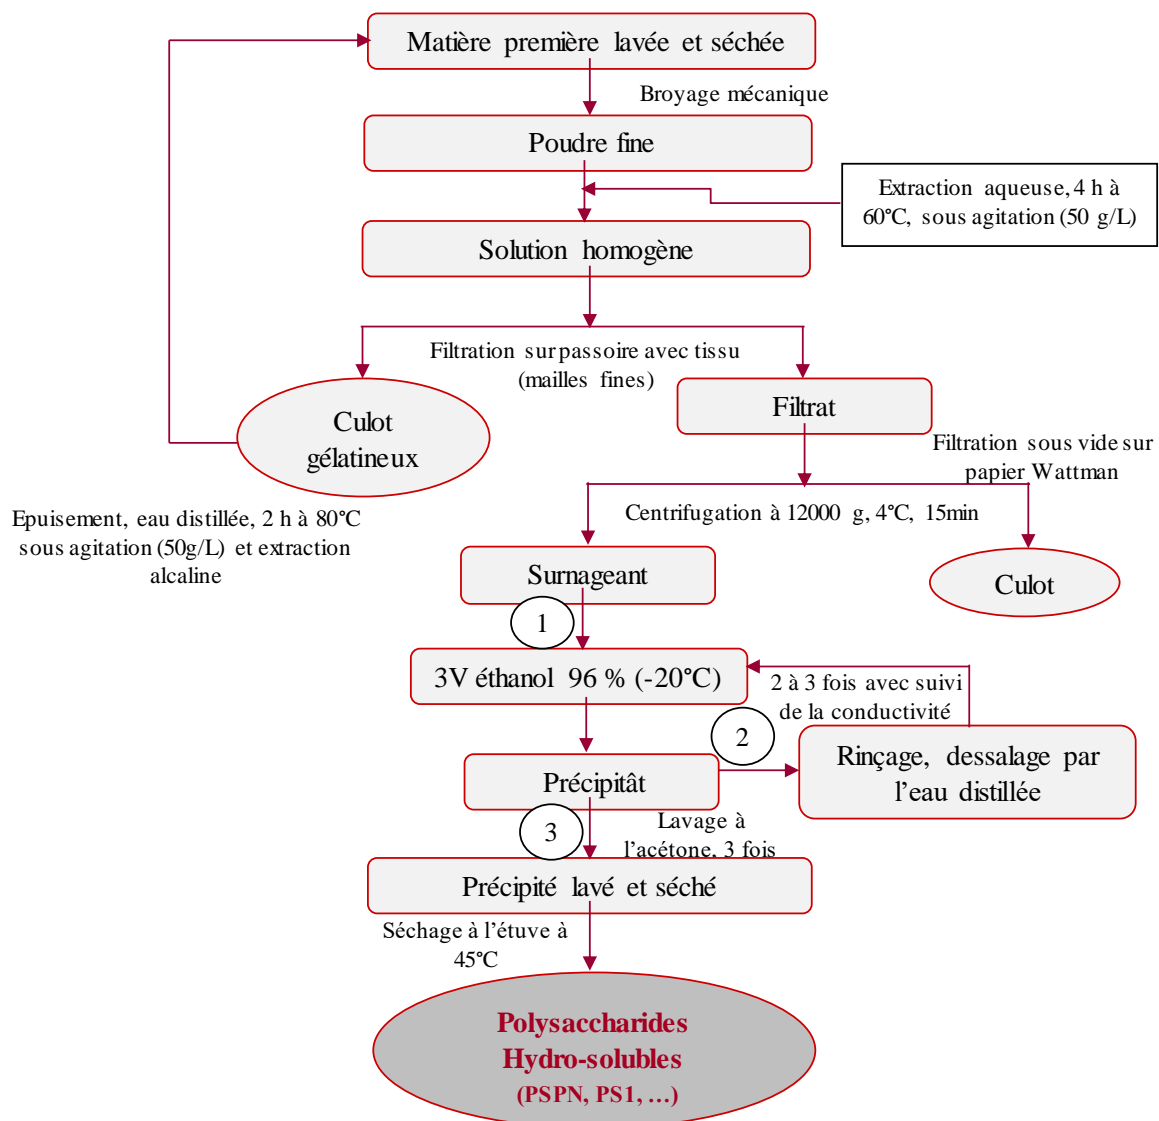 Matière première lavée et séchée
Broyage mécanique
Poudre fine
Extraction aqueuse, 4 h à
60°C, sous agitation (50 g/L)
Solution homogène
Filtration sur passoire avec tissu
(mailles fines)
Culot
gélatineux
Filtrat
Filtration sous vide sur
papier Wattman
Epuisement, eau distillée, 2 h à 80°C
sous agitation (50g/L) et extraction
alcaline
Centrifugation à 12000 g, 4°C, 15min
Surnageant
Culot
1
3V éthanol 96 % (-20°C)
2 à 3 fois avec suivi
de la conductivité
2
Précipitât
Rinçage, dessalage par
l'eau distillée
3
Lavage à
l'acétone, 3 fois
Précipité lavé et séché
Séchage à l'étuve à
45°C
Polysaccharides
Hydro-solubles
(PSPN, PS1, …)